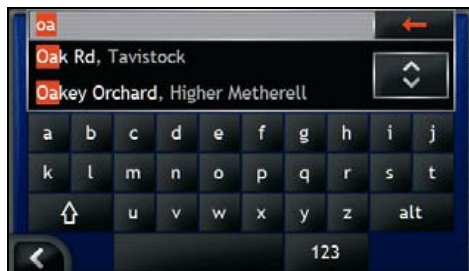 oa
Oak Rd, Tavistock
Oakey Orchard, Higher Metherell
a b c d e f g h i j
k l m n o p q r s t
u v w x y z alt
123